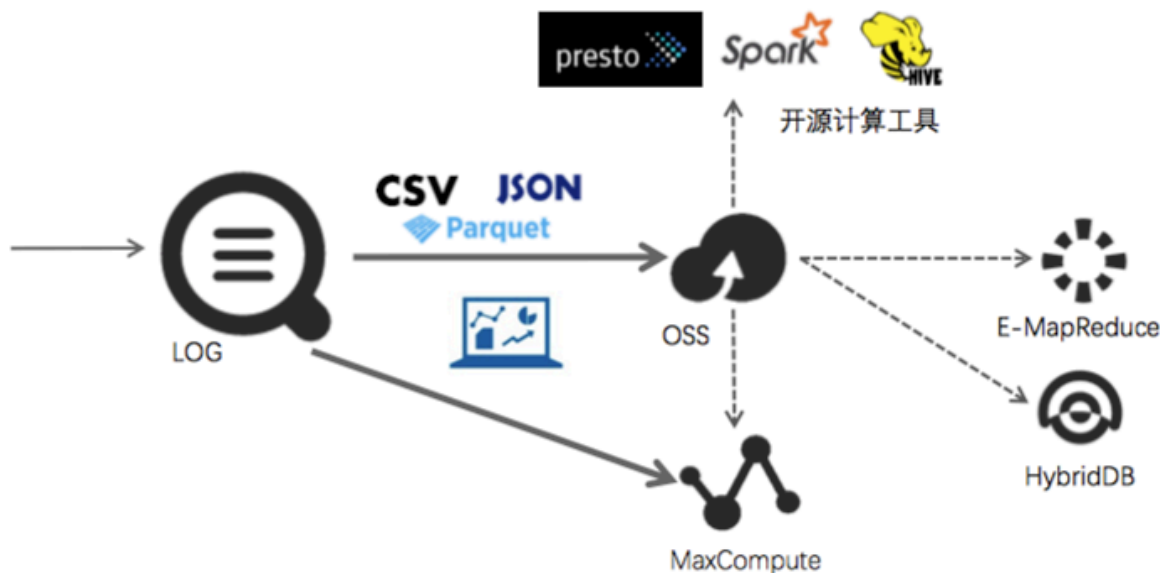 presto
Spark
HIVE
开源计算工具
CSV
JSON
Parquet
LOG
OSS
E-MapReduce
HybridDB
MaxCompute